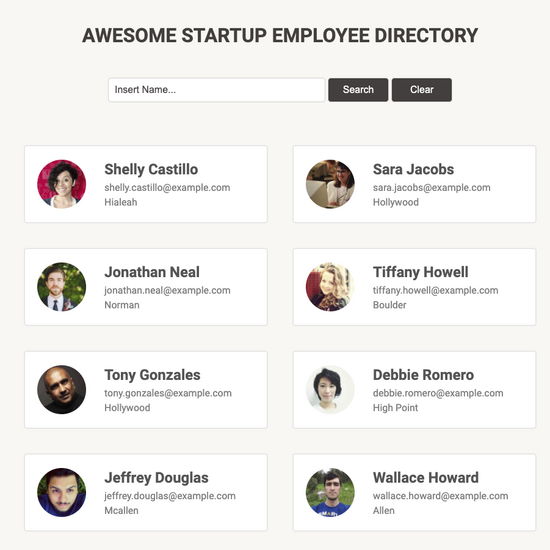 AWESOME STARTUP EMPLOYEE DIRECTORY
Insert Name... Search Clear
Shelly Castillo
shelly.castillo@example.com
Hialeah
Sara Jacobs
sara.jacobs@example.com
Hollywood
Jonathan Neal
jonathan.neal@example.com
Norman
Tiffany Howell
tiffany.howell@example.com
Boulder
Tony Gonzales
tony.gonzales@example.com
Hollywood
Debbie Romero
debbie.romero@example.com
High Point
Jeffrey Douglas
jeffrey.douglas@example.com
Mcallen
Wallace Howard
wallace.howard@example.com
Allen